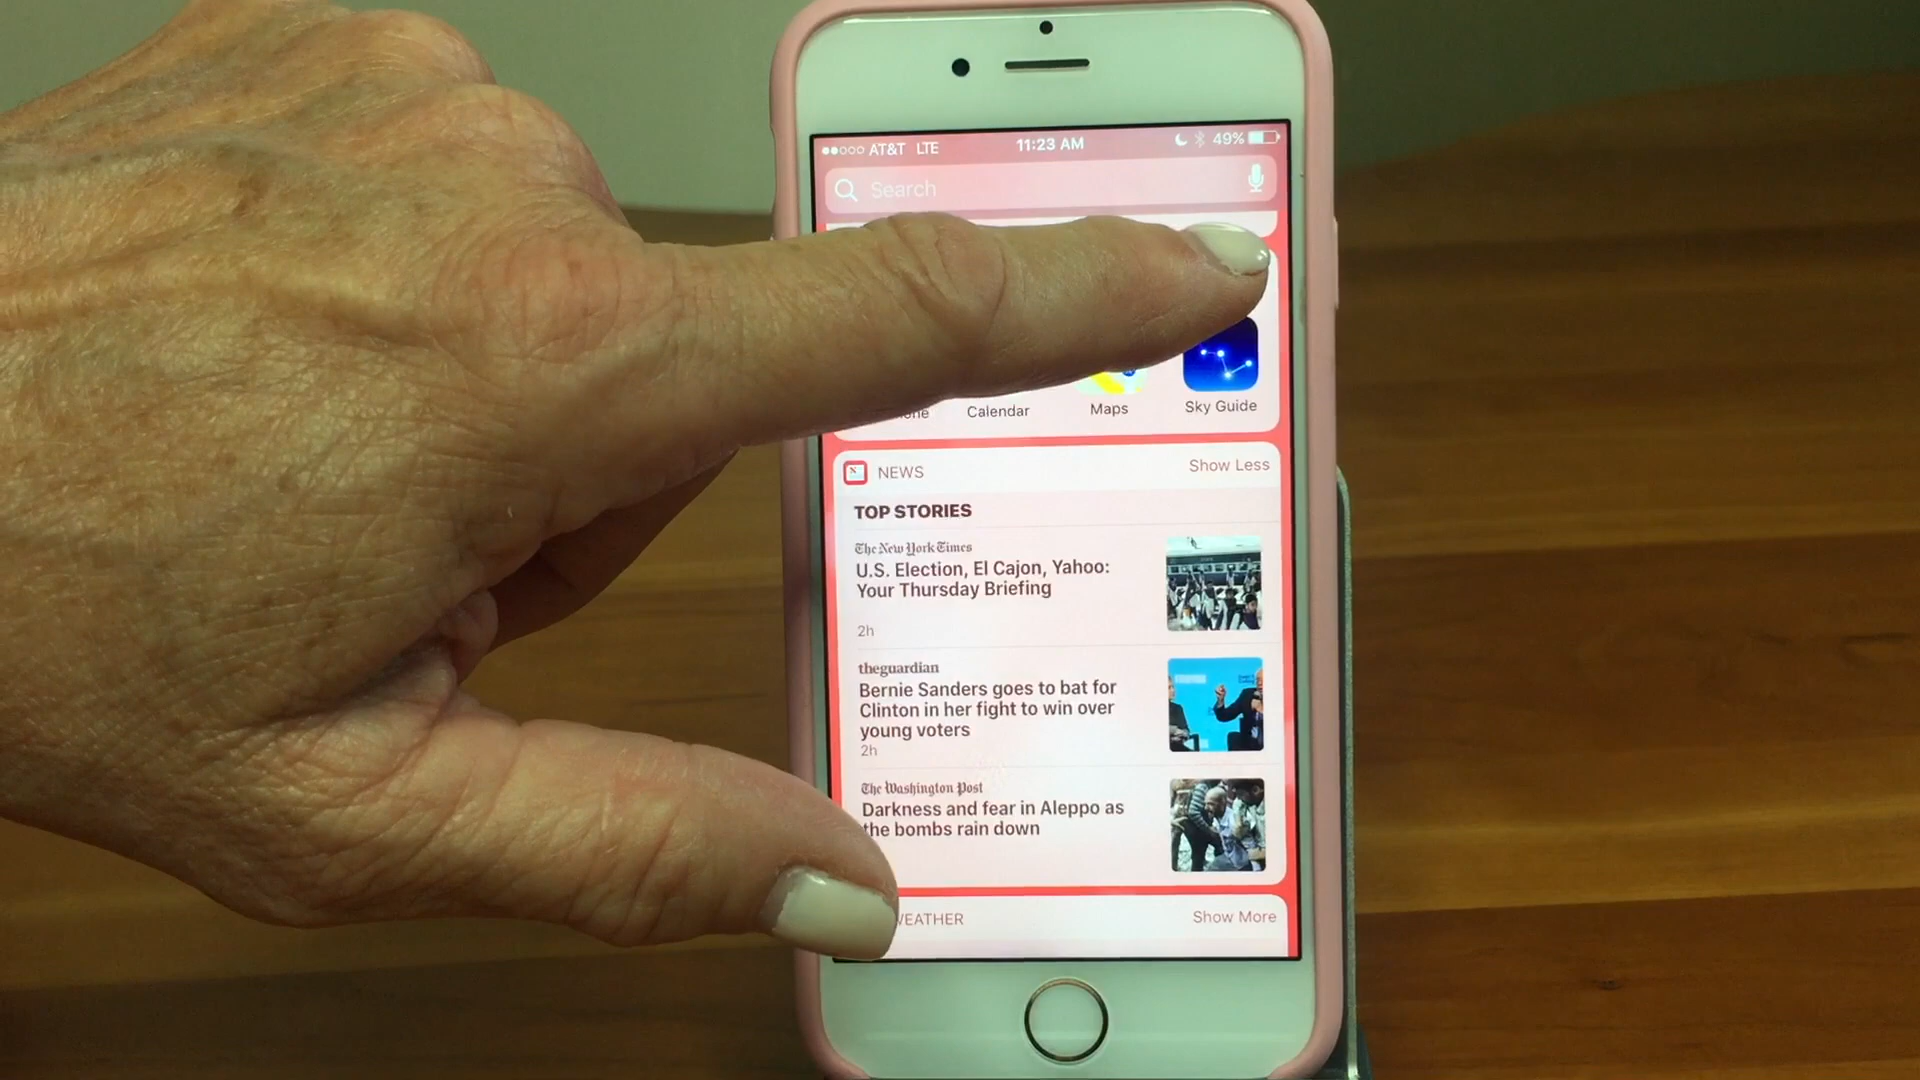 AT&T LTE 11:23 AM 49%
Search
Calendar Maps Sky Guide
NEWS Show Less
TOP STORIES
The New York Times
U.S. Election, El Cajon, Yahoo:
Your Thursday Briefing
2h
theguardian
Bernie Sanders goes to bat for
Clinton in her fight to win over
young voters
2h
The Washington Post
Darkness and fear in Aleppo as
the bombs rain down
WEATHER Show More